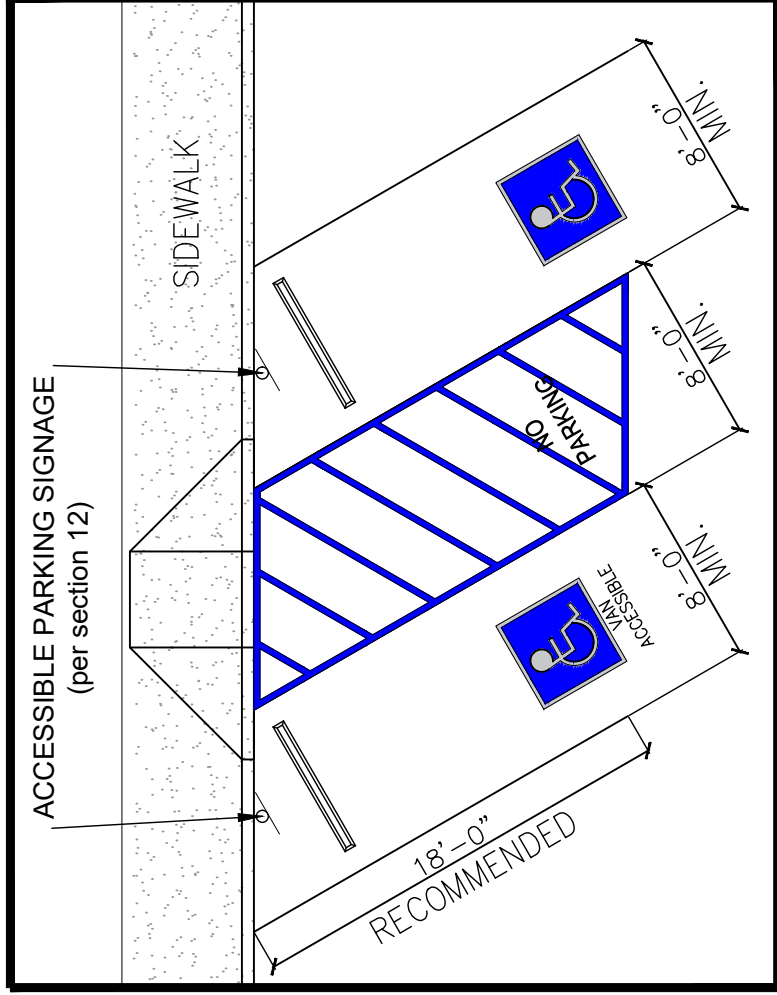 ACCESSIBLE PARKING SIGNAGE
(per section 12)
SIDEWALK
NO
PARKING
VAN
ACCESSIBLE
18'-0"
RECOMMENDED
8'-0"
MIN.
8'-0"
MIN.
8'-0"
MIN.